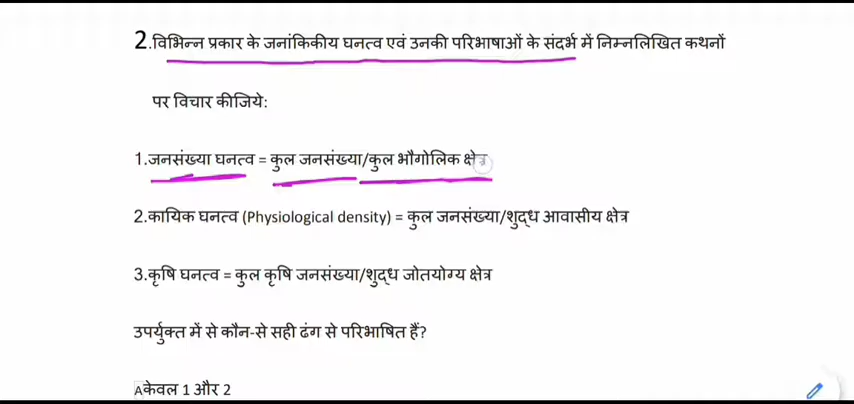 2.विभिन्न प्रकार के जनांकिकीय घनत्व एवं उनकी परिभाषाओं के संदर्भ में निम्नलिखित कथनों
पर विचार कीजिये:
1.जनसंख्या घनत्व = कुल जनसंख्या/कुल भौगोलिक क्षेत्र
2.कायिक घनत्व (Physiological density) = कुल जनसंख्या/शुद्ध आवासीय क्षेत्र
3.कृषि घनत्व = कुल कृषि जनसंख्या/शुद्ध जोतयोग्य क्षेत्र
उपर्युक्त में से कौन-से सही ढंग से परिभाषित हैं?
Aकेवल 1 और 2